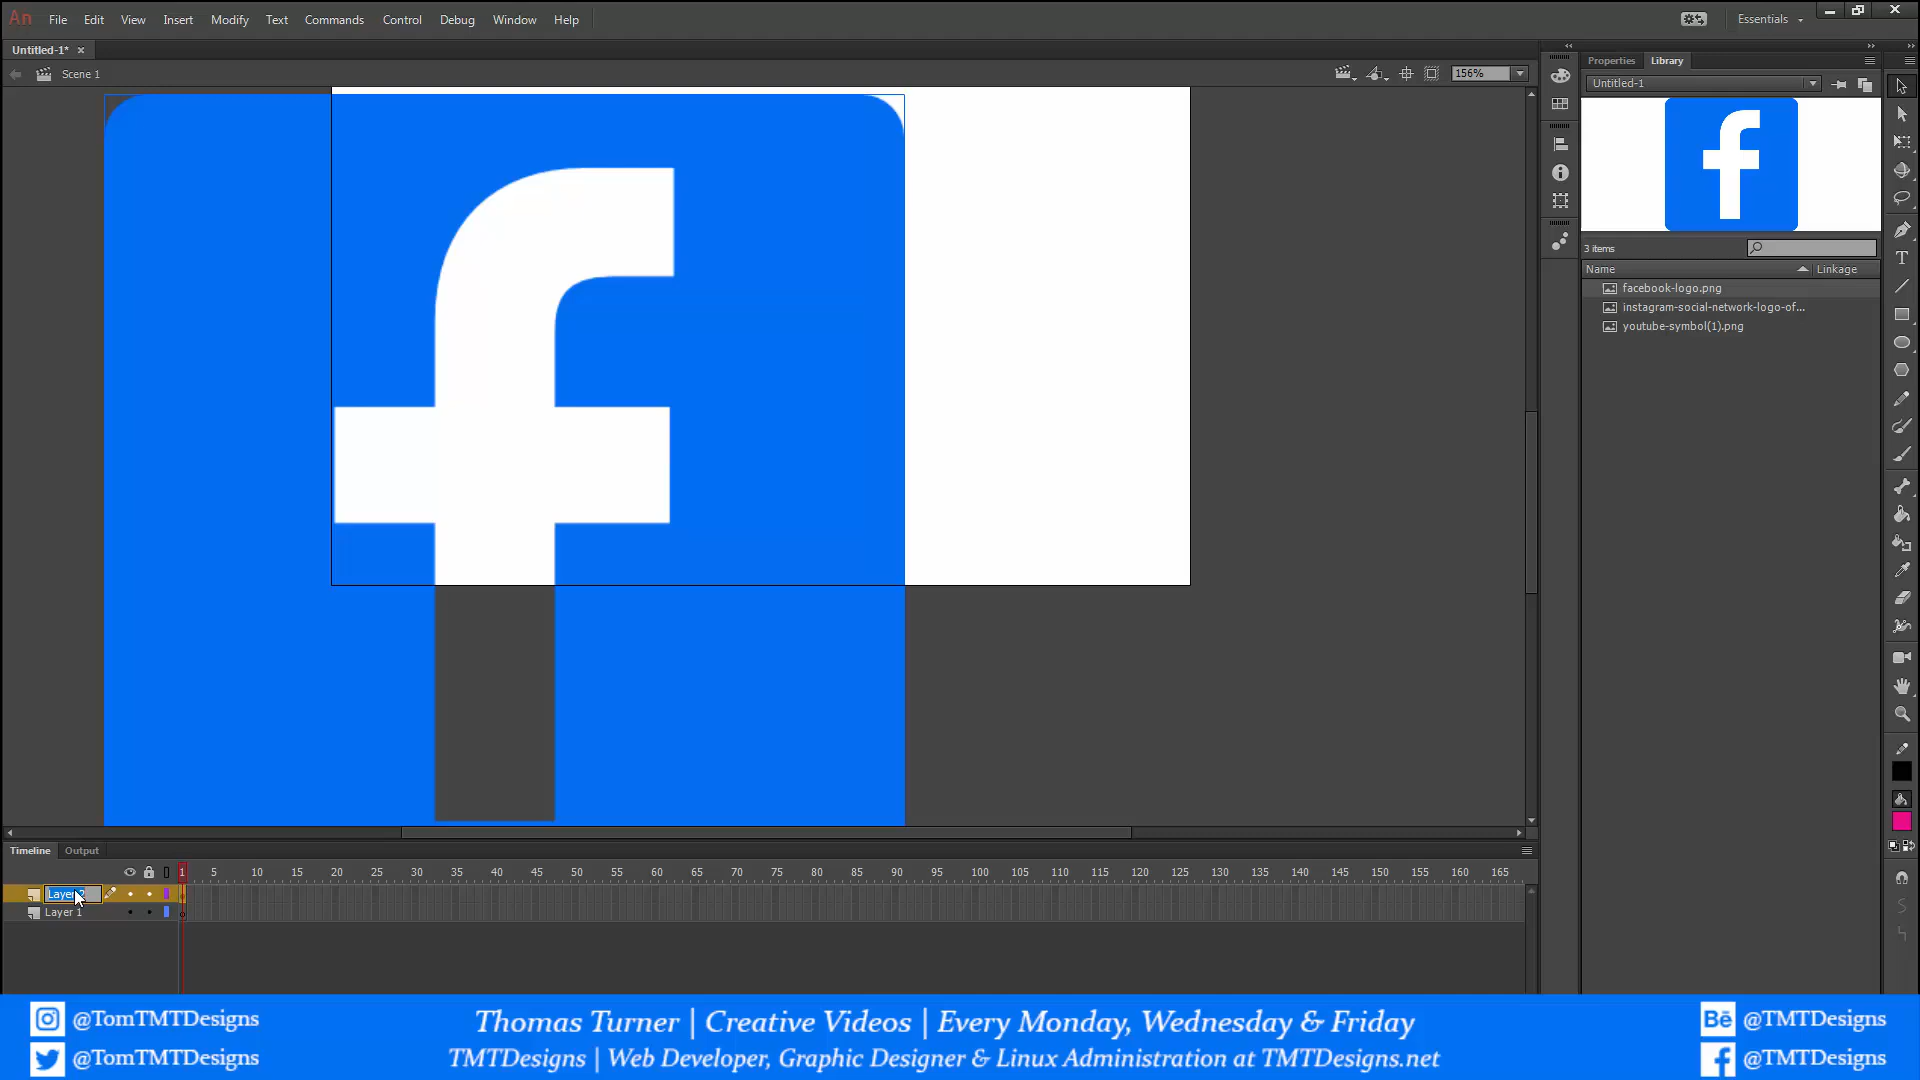 An File Edit View Insert Modify Text Commands Control Debug Window Help Essentials
Untitled-1* ×
Scene 1 156%
Properties Library
Untitled-1
3 items
Name Linkage
facebook-logo.png
instagram-social-network-logo-of...
youtube-symbol(1).png
Timeline Output
1 5 10 15 20 25 30 35 40 45 50 55 60 65 70 75 80 85 90 95 100 105 110 115 120 125 130 135 140 145 150 155 160 165
Layer 2
Layer 1
@TomTMTDesigns
@TomTMTDesigns
Thomas Turner | Creative Videos | Every Monday, Wednesday & Friday
TMTDesigns | Web Developer, Graphic Designer & Linux Administration at TMTDesigns.net
Bē @TMTDesigns
@TMTDesigns